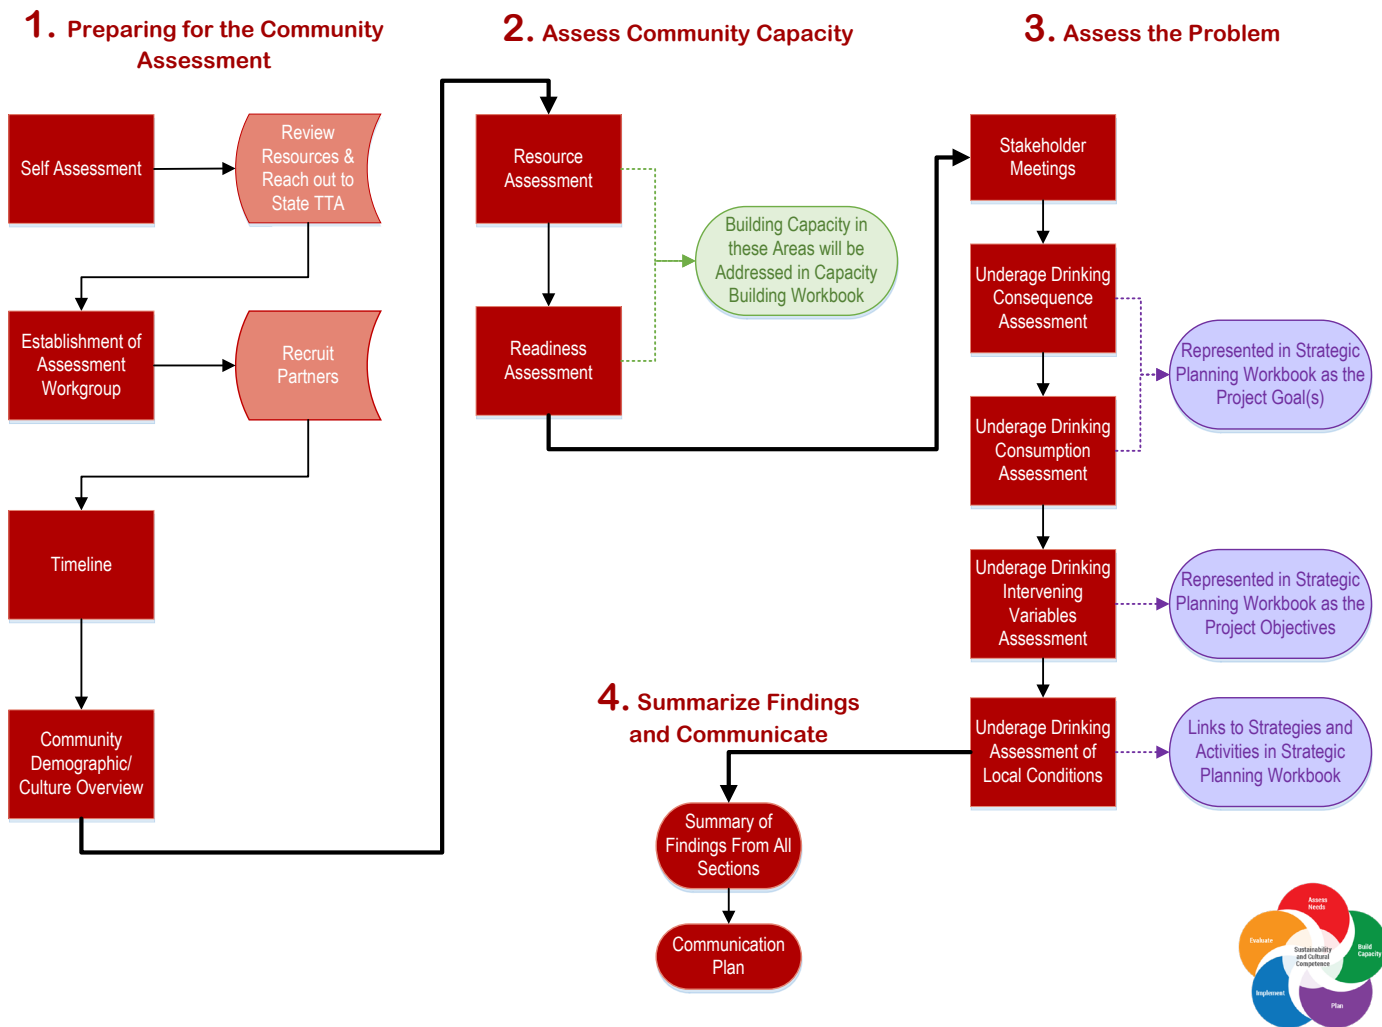 1. Preparing for the Community
Assessment
Self Assessment
Review
Resources &
Reach out to
State TTA
Establishment of
Assessment
Workgroup
Recruit
Partners
Timeline
Community
Demographic/
Culture Overview
2. Assess Community Capacity
Resource
Assessment
Readiness
Assessment
Building Capacity in
these Areas will be
Addressed in Capacity
Building Workbook
3. Assess the Problem
Stakeholder
Meetings
Underage Drinking
Consequence
Assessment
Underage Drinking
Consumption
Assessment
Represented in Strategic
Planning Workbook as the
Project Goal(s)
Underage Drinking
Intervening
Variables
Assessment
Represented in Strategic
Planning Workbook as the
Project Objectives
Underage Drinking
Assessment of
Local Conditions
Links to Strategies and
Activities in Strategic
Planning Workbook
4. Summarize Findings
and Communicate
Summary of
Findings From All
Sections
Communication
Plan
Assess
Needs
Build
Capacity
Plan
Implement
Evaluate
Sustainability
and Cultural
Competence